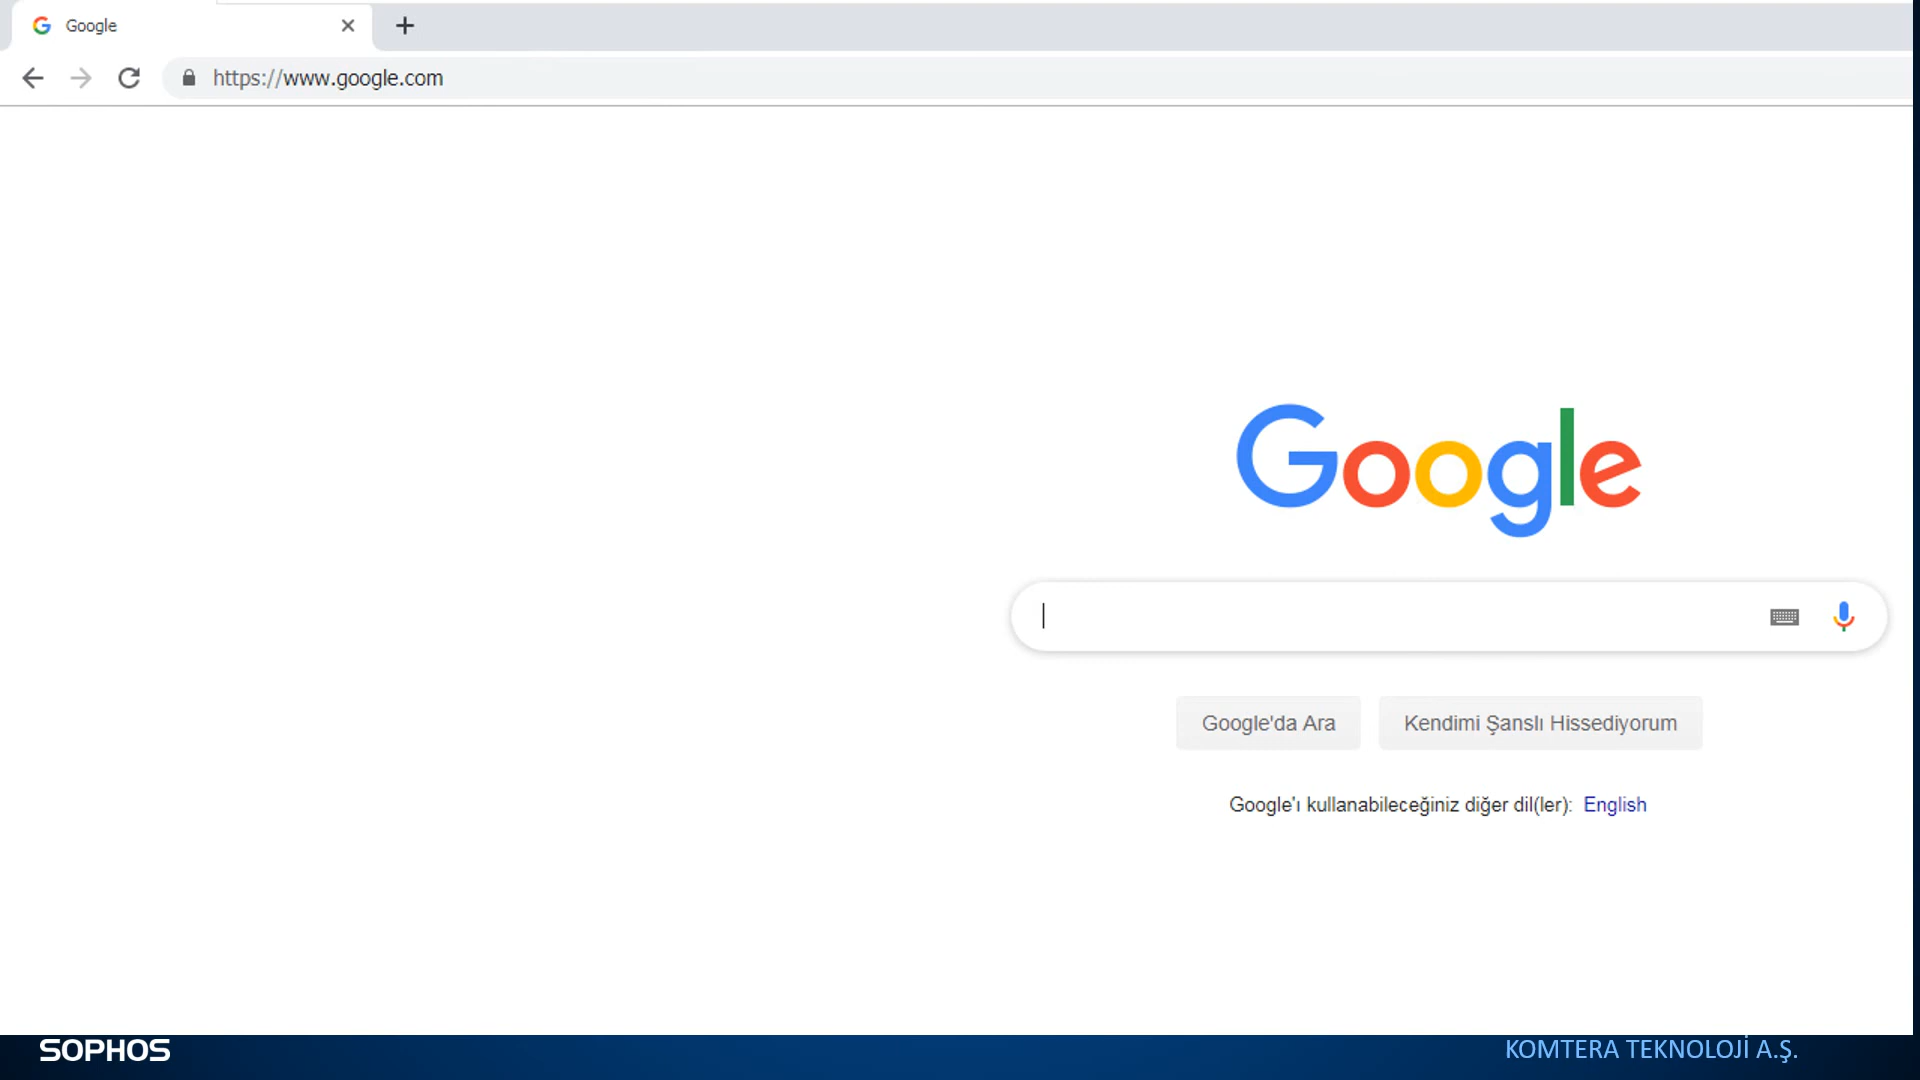 Google
https://www.google.com
Google
Google'da Ara
Kendimi Şanslı Hissediyorum
Google'ı kullanabileceğiniz diğer dil(ler): English
SOPHOS
KOMTERA TEKNOLOJİ A.Ş.